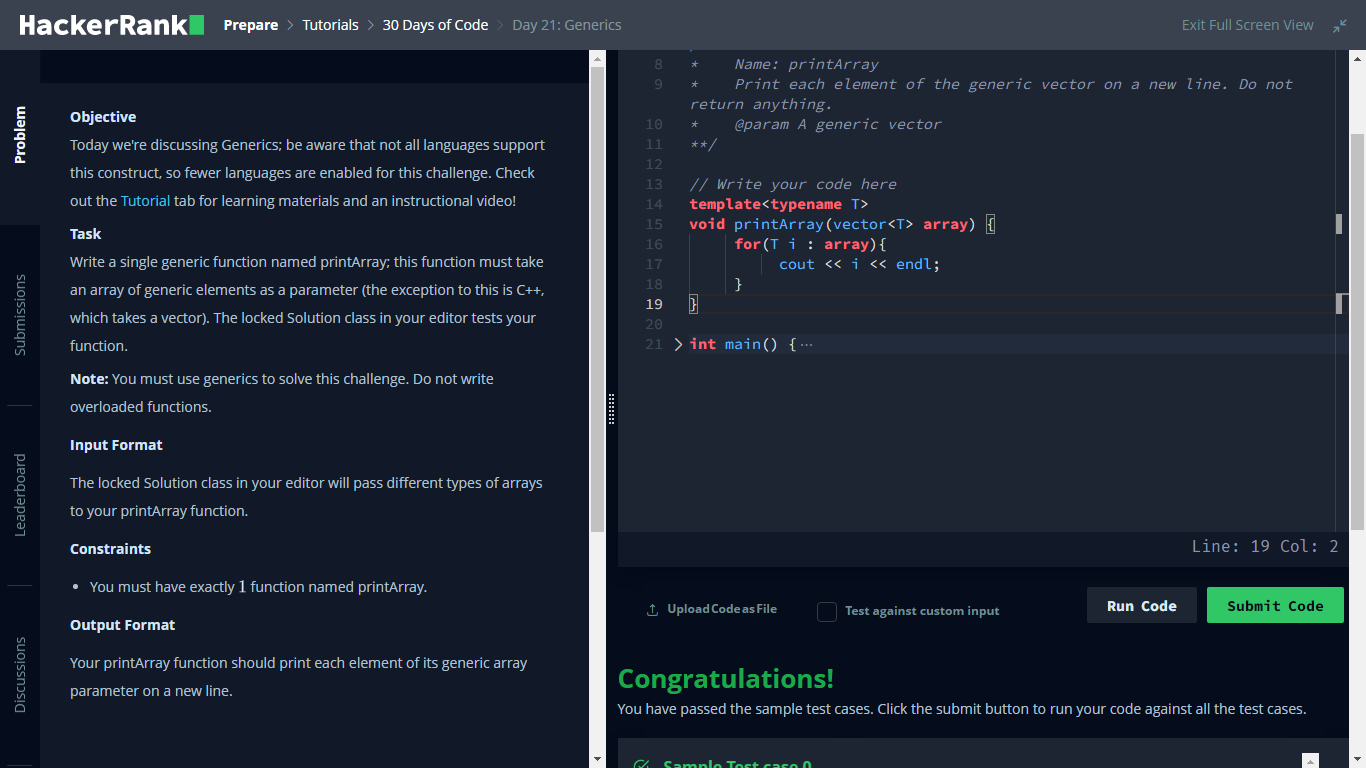 HackerRank Prepare > Tutorials > 30 Days of Code > Day 21: Generics Exit Full Screen View
Problem
Submissions
Leaderboard
Discussions
Objective
Today we're discussing Generics; be aware that not all languages support
this construct, so fewer languages are enabled for this challenge. Check
out the Tutorial tab for learning materials and an instructional video!
Task
Write a single generic function named printArray; this function must take
an array of generic elements as a parameter (the exception to this is C++,
which takes a vector). The locked Solution class in your editor tests your
function.
Note: You must use generics to solve this challenge. Do not write
overloaded functions.
Input Format
The locked Solution class in your editor will pass different types of arrays
to your printArray function.
Constraints
• You must have exactly 1 function named printArray.
Output Format
Your printArray function should print each element of its generic array
parameter on a new line.
8 * Name: printArray
9 * Print each element of the generic vector on a new line. Do not
return anything.
10 * @param A generic vector
11 **/
12
13 // Write your code here
14 template<typename T>
15 void printArray(vector<T> array) {
16 for(T i : array){
17 cout << i << endl;
18 }
19 }
20
21 int main() {···
Line: 19 Col: 2
Upload Code as File Test against custom input Run Code Submit Code
Congratulations!
You have passed the sample test cases. Click the submit button to run your code against all the test cases.
Sample Test case 0